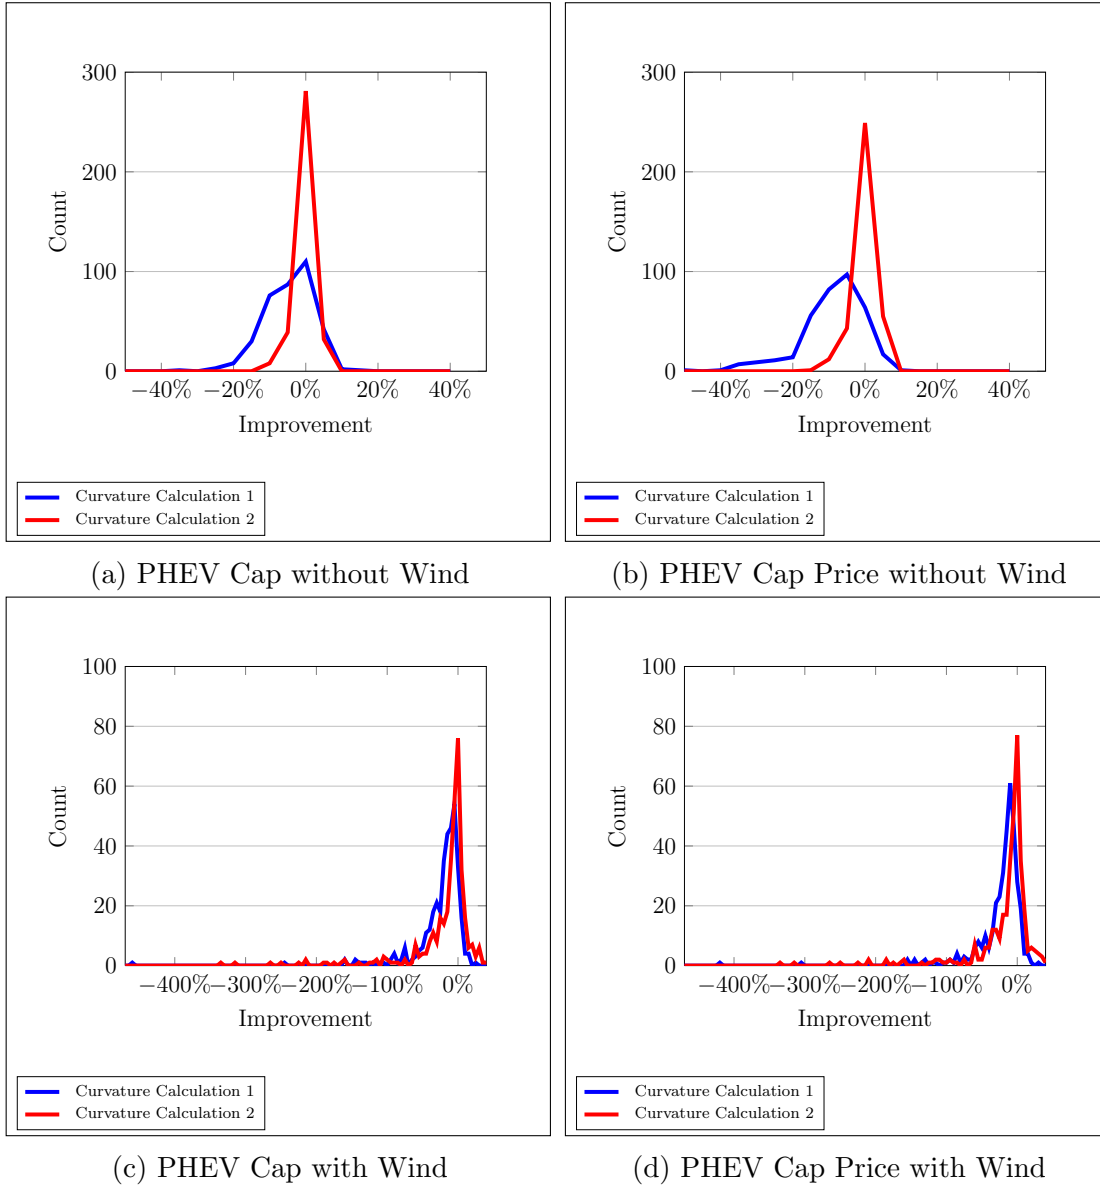 300
200
100
0
Count
−40%
−20%
0%
20%
40%
Improvement
Curvature Calculation 1
Curvature Calculation 2
(a) PHEV Cap without Wind
300
200
100
0
Count
−40%
−20%
0%
20%
40%
Improvement
Curvature Calculation 1
Curvature Calculation 2
(b) PHEV Cap Price without Wind
100
80
60
40
20
0
Count
−400%
−300%
−200%
−100%
0%
Improvement
Curvature Calculation 1
Curvature Calculation 2
(c) PHEV Cap with Wind
100
80
60
40
20
0
Count
−400%
−300%
−200%
−100%
0%
Improvement
Curvature Calculation 1
Curvature Calculation 2
(d) PHEV Cap Price with Wind